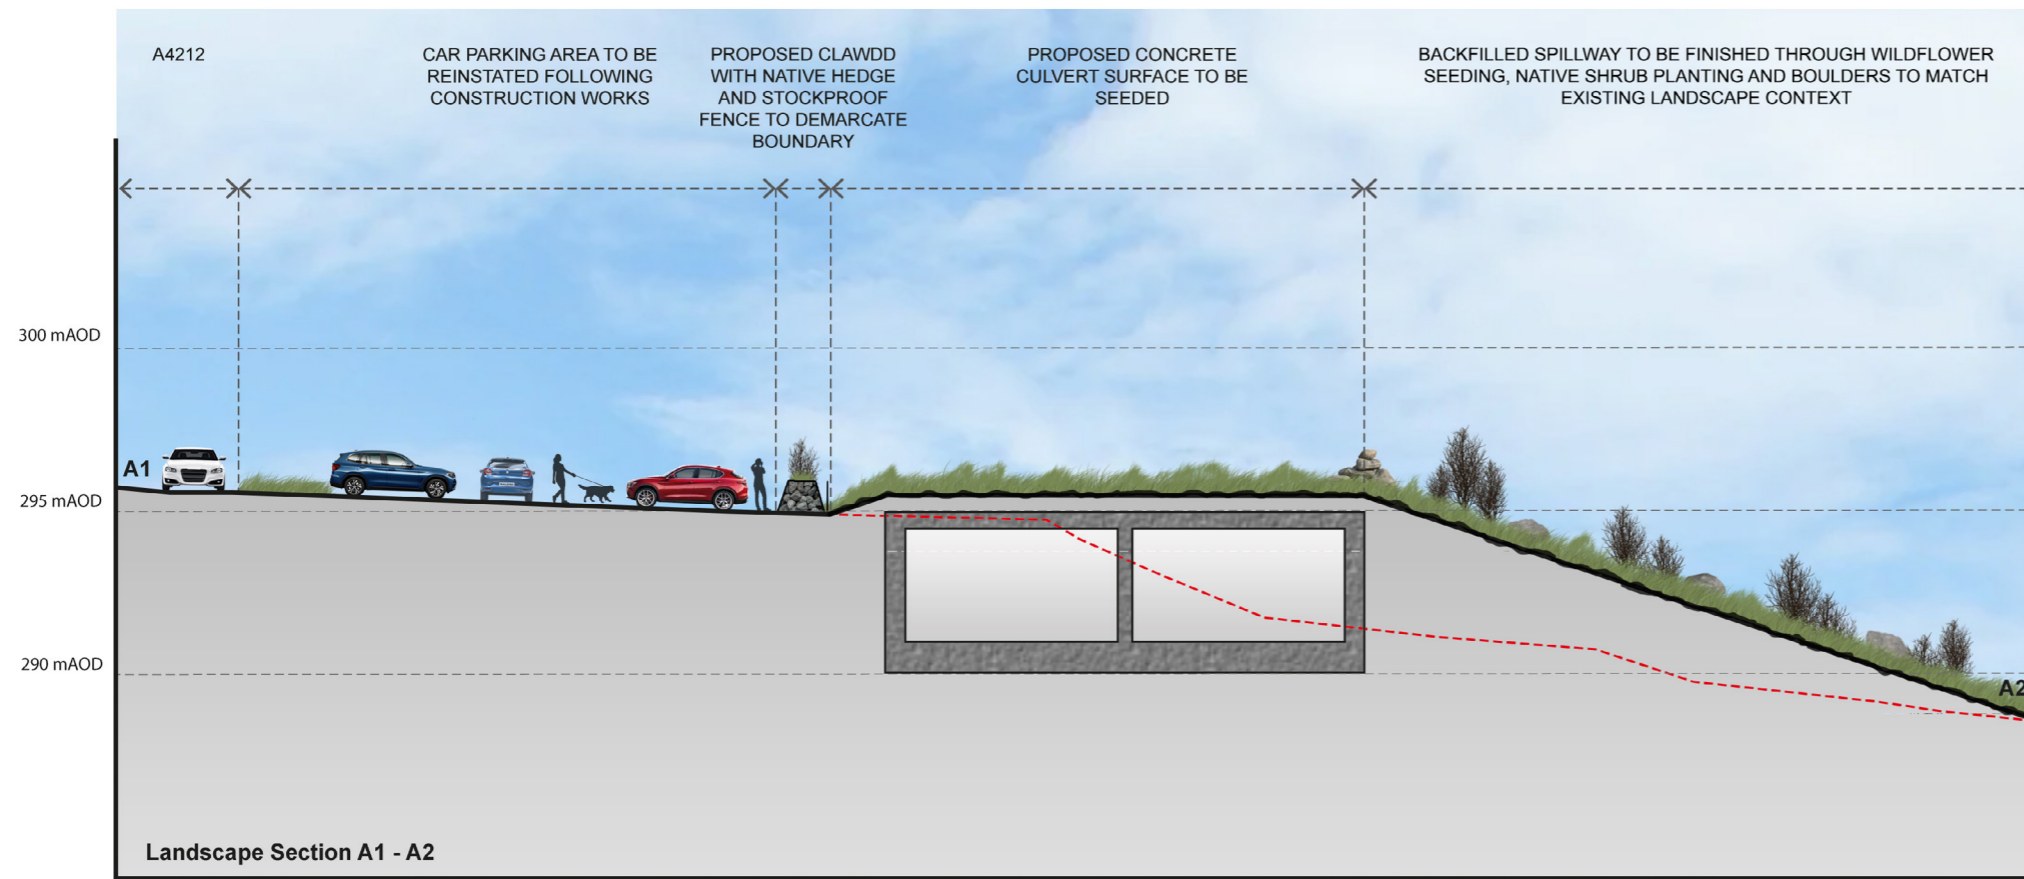 A4212
CAR PARKING AREA TO BE
REINSTATED FOLLOWING
CONSTRUCTION WORKS
PROPOSED CLAWDD
WITH NATIVE HEDGE
AND STOCKPROOF
FENCE TO DEMARCATE
BOUNDARY
PROPOSED CONCRETE
CULVERT SURFACE TO BE
SEEDED
BACKFILLED SPILLWAY TO BE FINISHED THROUGH WILDFLOWER
SEEDING, NATIVE SHRUB PLANTING AND BOULDERS TO MATCH
EXISTING LANDSCAPE CONTEXT
300 mAOD
A1
295 mAOD
290 mAOD
A2
Landscape Section A1 - A2